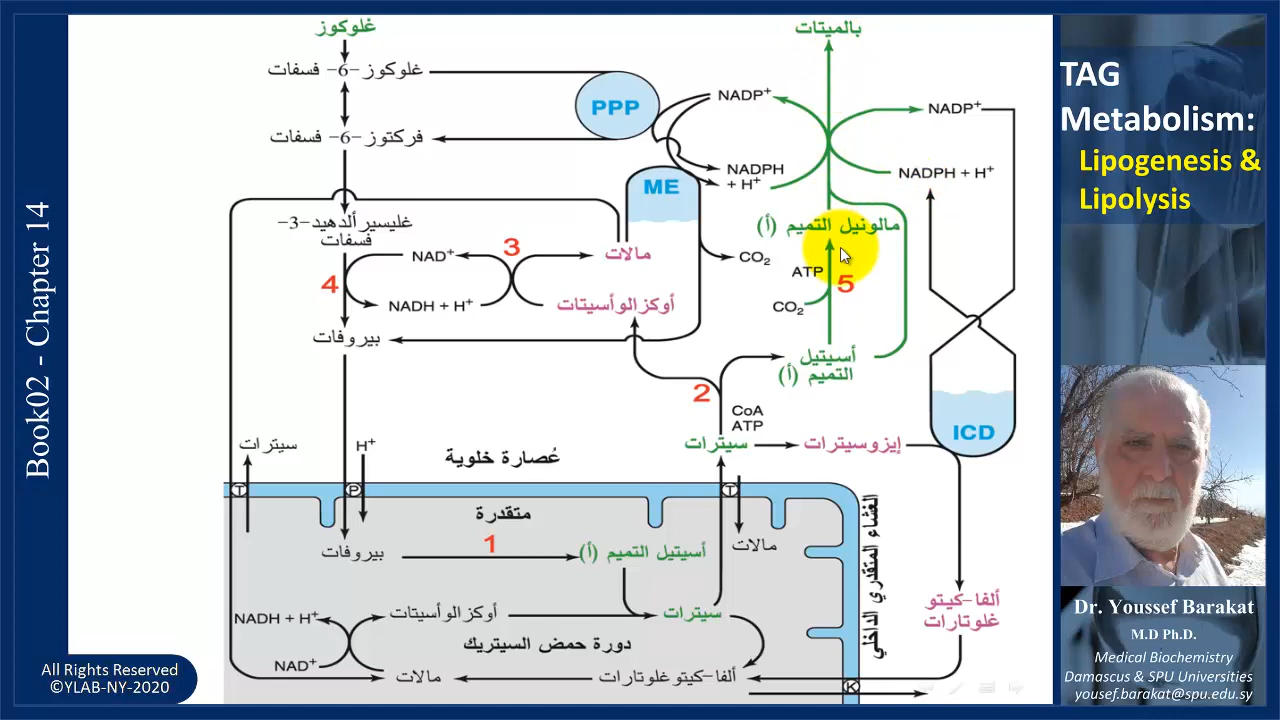 Book02 - Chapter 14
All Rights Reserved
©YLAB-NY-2020
غلوكوز
غلوكوز-6- فسفات
فركتوز-6- فسفات
PPP
NADP⁺
NADPH
+ H⁺
بالميتات
NADP⁺
NADPH + H⁺
ME
غليسير ألدهيد-3-
فسفات
مالونيل التميم (أ)
4
NAD⁺
3
مالات
CO₂
ATP
5
NADH + H⁺
أوكزالوأسيتات
CO₂
بيروفات
أسيتيل
التميم (أ)
2
CoA
ATP
ICD
سيترات
H⁺
عُصارة خلوية
سيترات
إيزوسيترات
T
P
T
متقدرة
الغشاء المتقدري الداخلي
بيروفات
1
أسيتيل التميم (أ)
مالات
NADH + H⁺
أوكزالوأسيتات
سيترات
ألفا-كيتو
غلوتارات
دورة حمض السيتريك
NAD⁺
مالات
ألفا-كيتوغلوتارات
K
TAG
Metabolism:
Lipogenesis &
Lipolysis
Dr. Youssef Barakat
M.D Ph.D.
Medical Biochemistry
Damascus & SPU Universities
yousef.barakat@spu.edu.sy